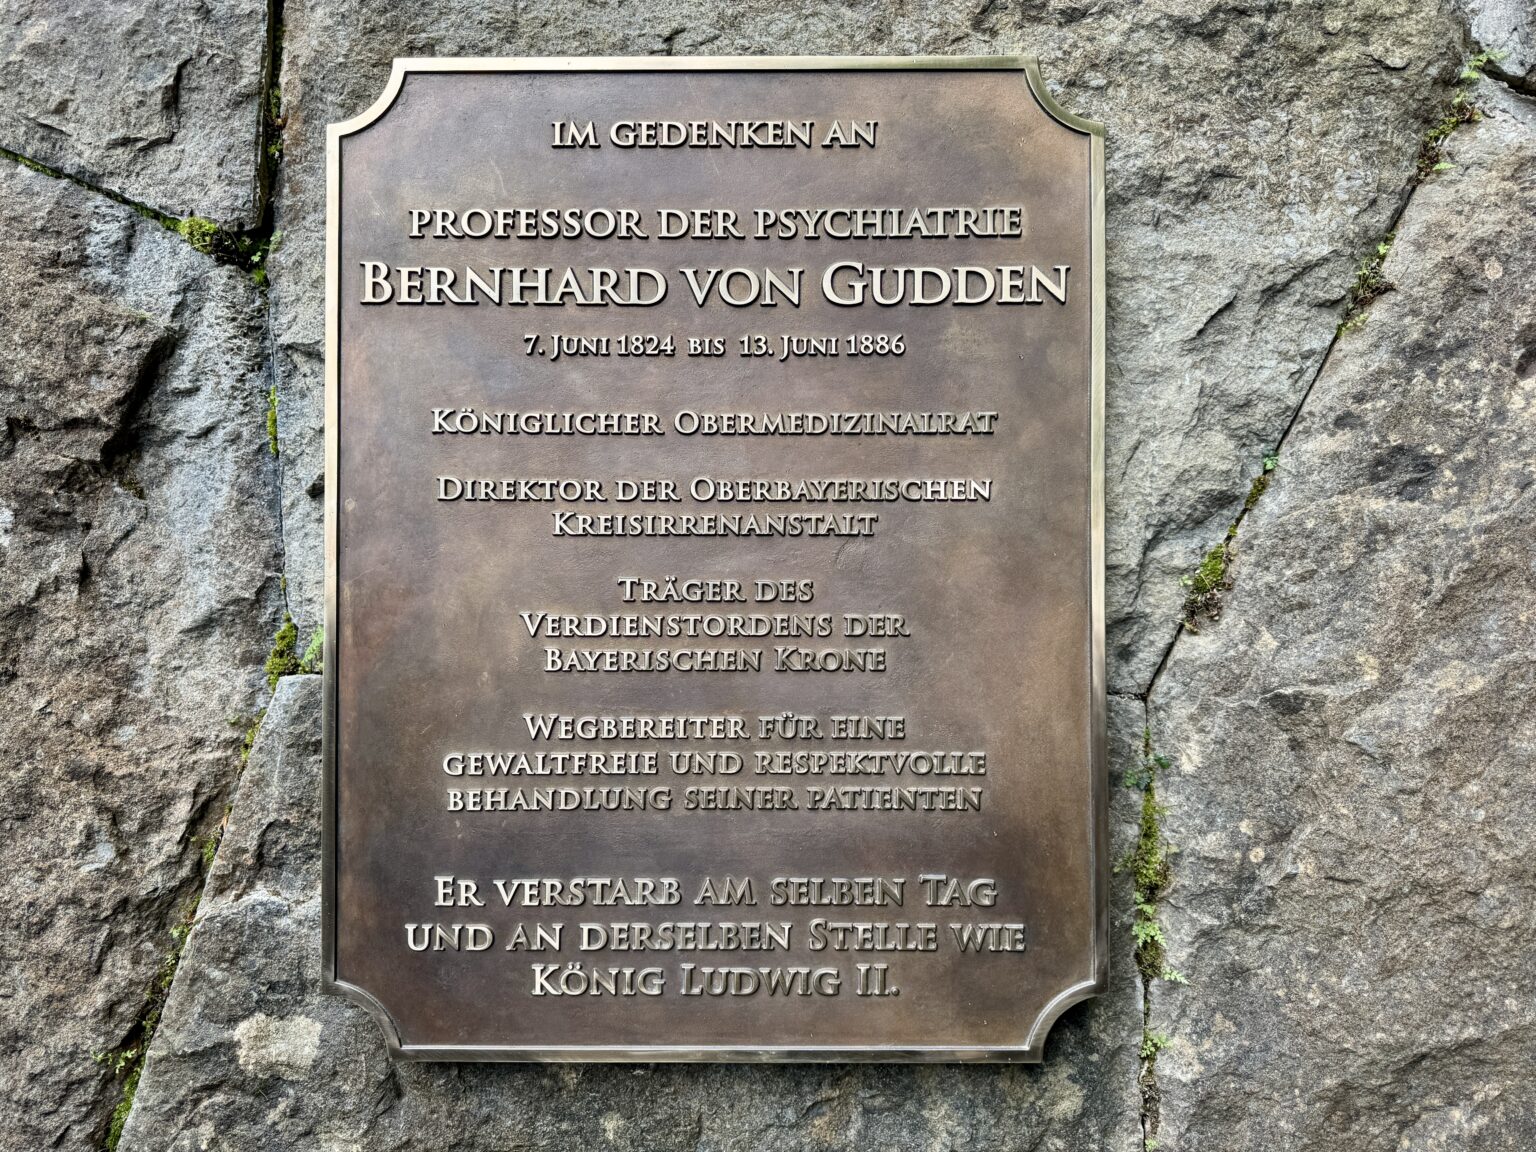 IM GEDENKEN AN
PROFESSOR DER PSYCHIATRIE
BERNHARD VON GUDDEN
7. JUNI 1824 BIS 13. JUNI 1886
KÖNIGLICHER OBERMEDIZINALRAT
DIREKTOR DER OBERBAYERISCHEN
KREISIRRENANSTALT
TRÄGER DES
VERDIENSTORDENS DER
BAYERISCHEN KRONE
WEGBEREITER FÜR EINE
GEWALTFREIE UND RESPEKTVOLLE
BEHANDLUNG SEINER PATIENTEN
ER VERSTARB AM SELBEN TAG
UND AN DERSELBEN STELLE WIE
KÖNIG LUDWIG II.